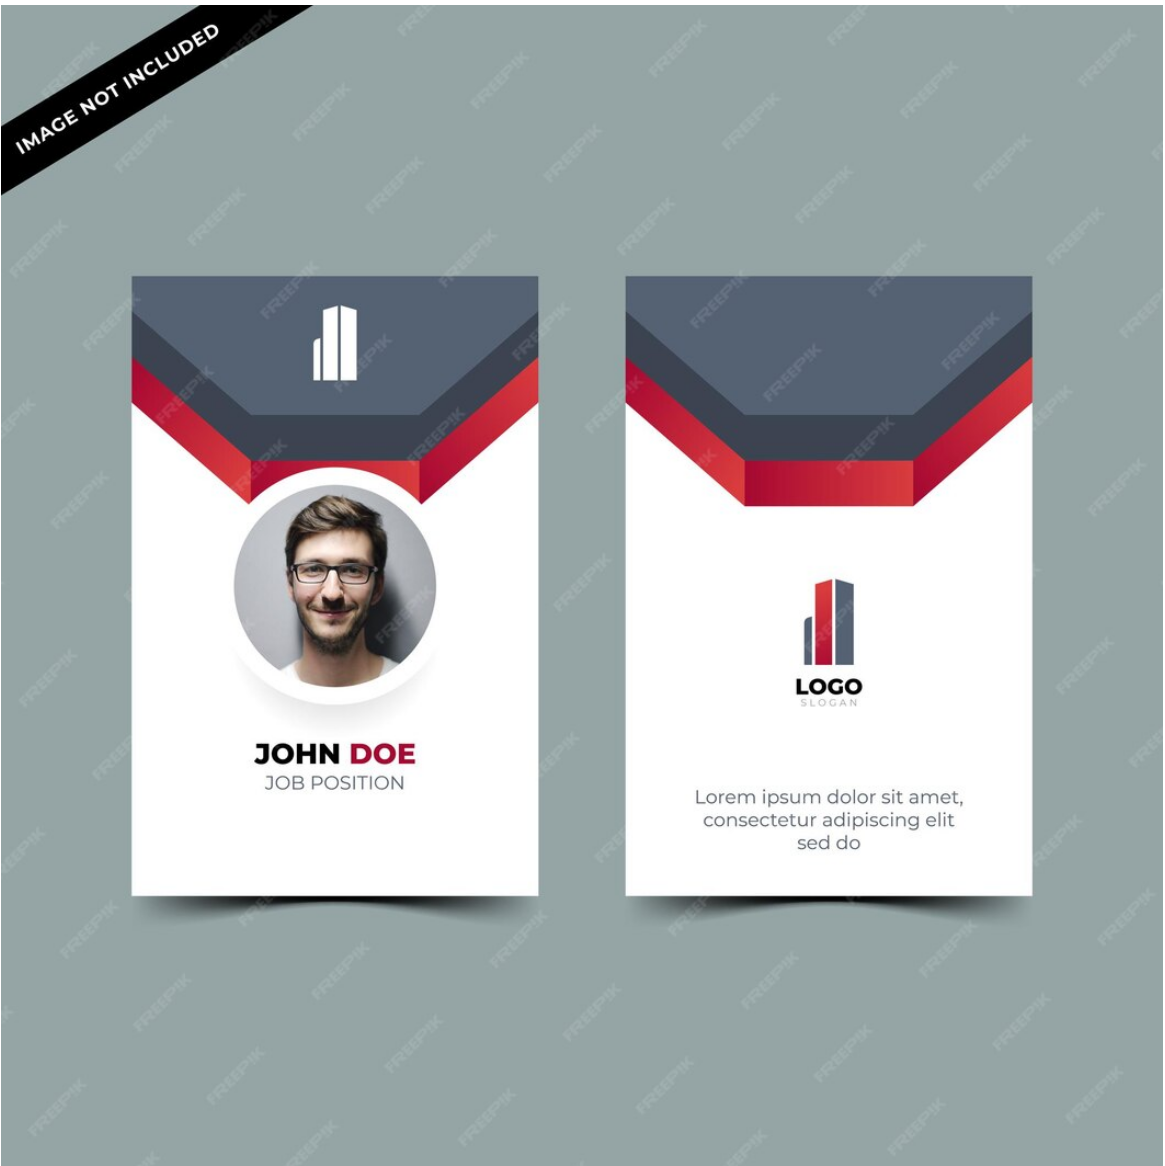 IMAGE NOT INCLUDED
JOHN DOE
JOB POSITION
LOGO
SLOGAN
Lorem ipsum dolor sit amet,
consectetur adipiscing elit
sed do
FREEPIK